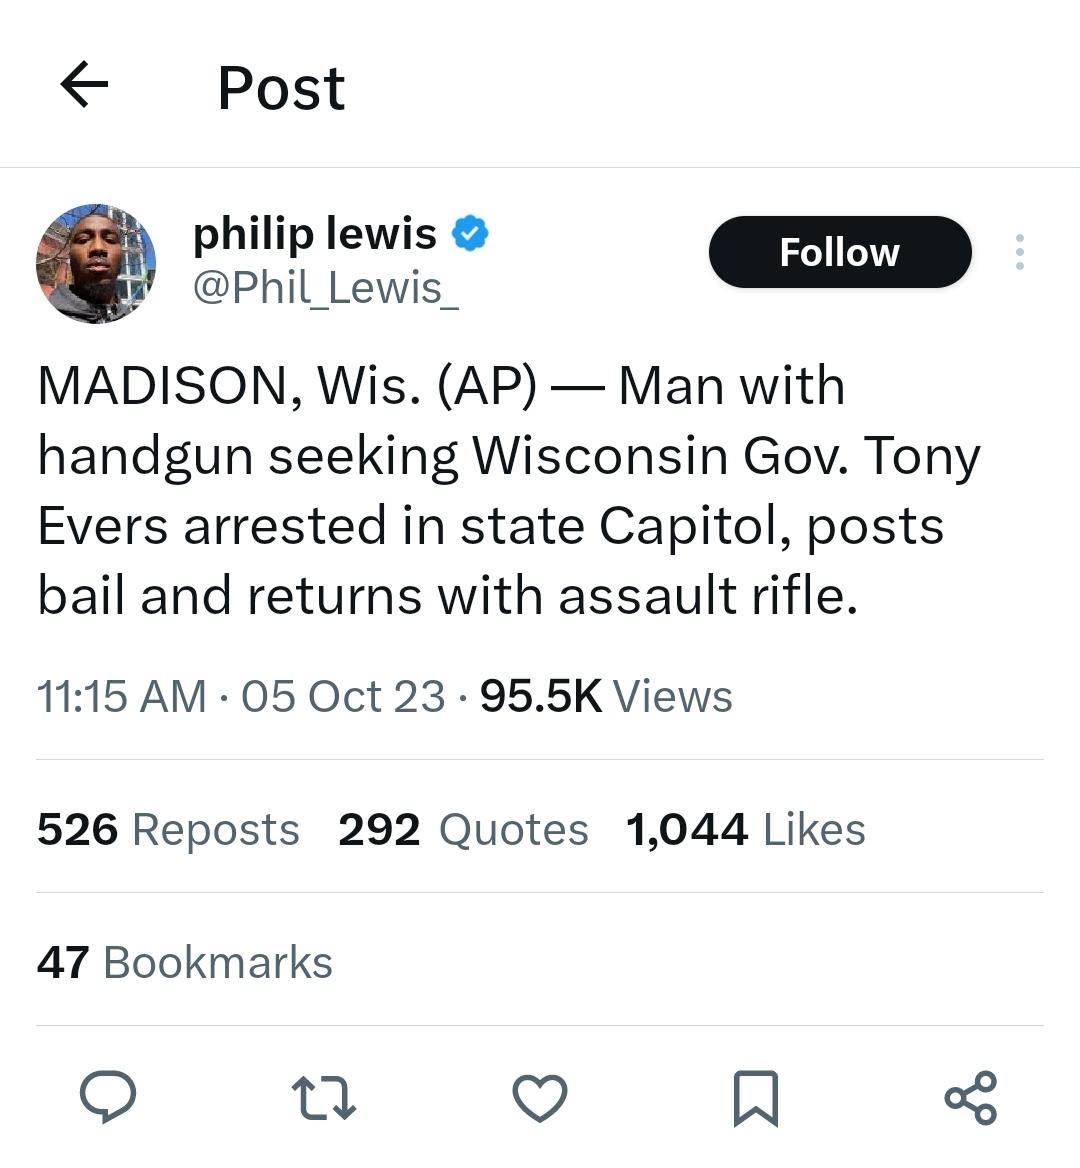 Post
philip lewis
@Phil_Lewis_
Follow
MADISON, Wis. (AP) — Man with
handgun seeking Wisconsin Gov. Tony
Evers arrested in state Capitol, posts
bail and returns with assault rifle.
11:15 AM · 05 Oct 23 · 95.5K Views
526 Reposts 292 Quotes 1,044 Likes
47 Bookmarks